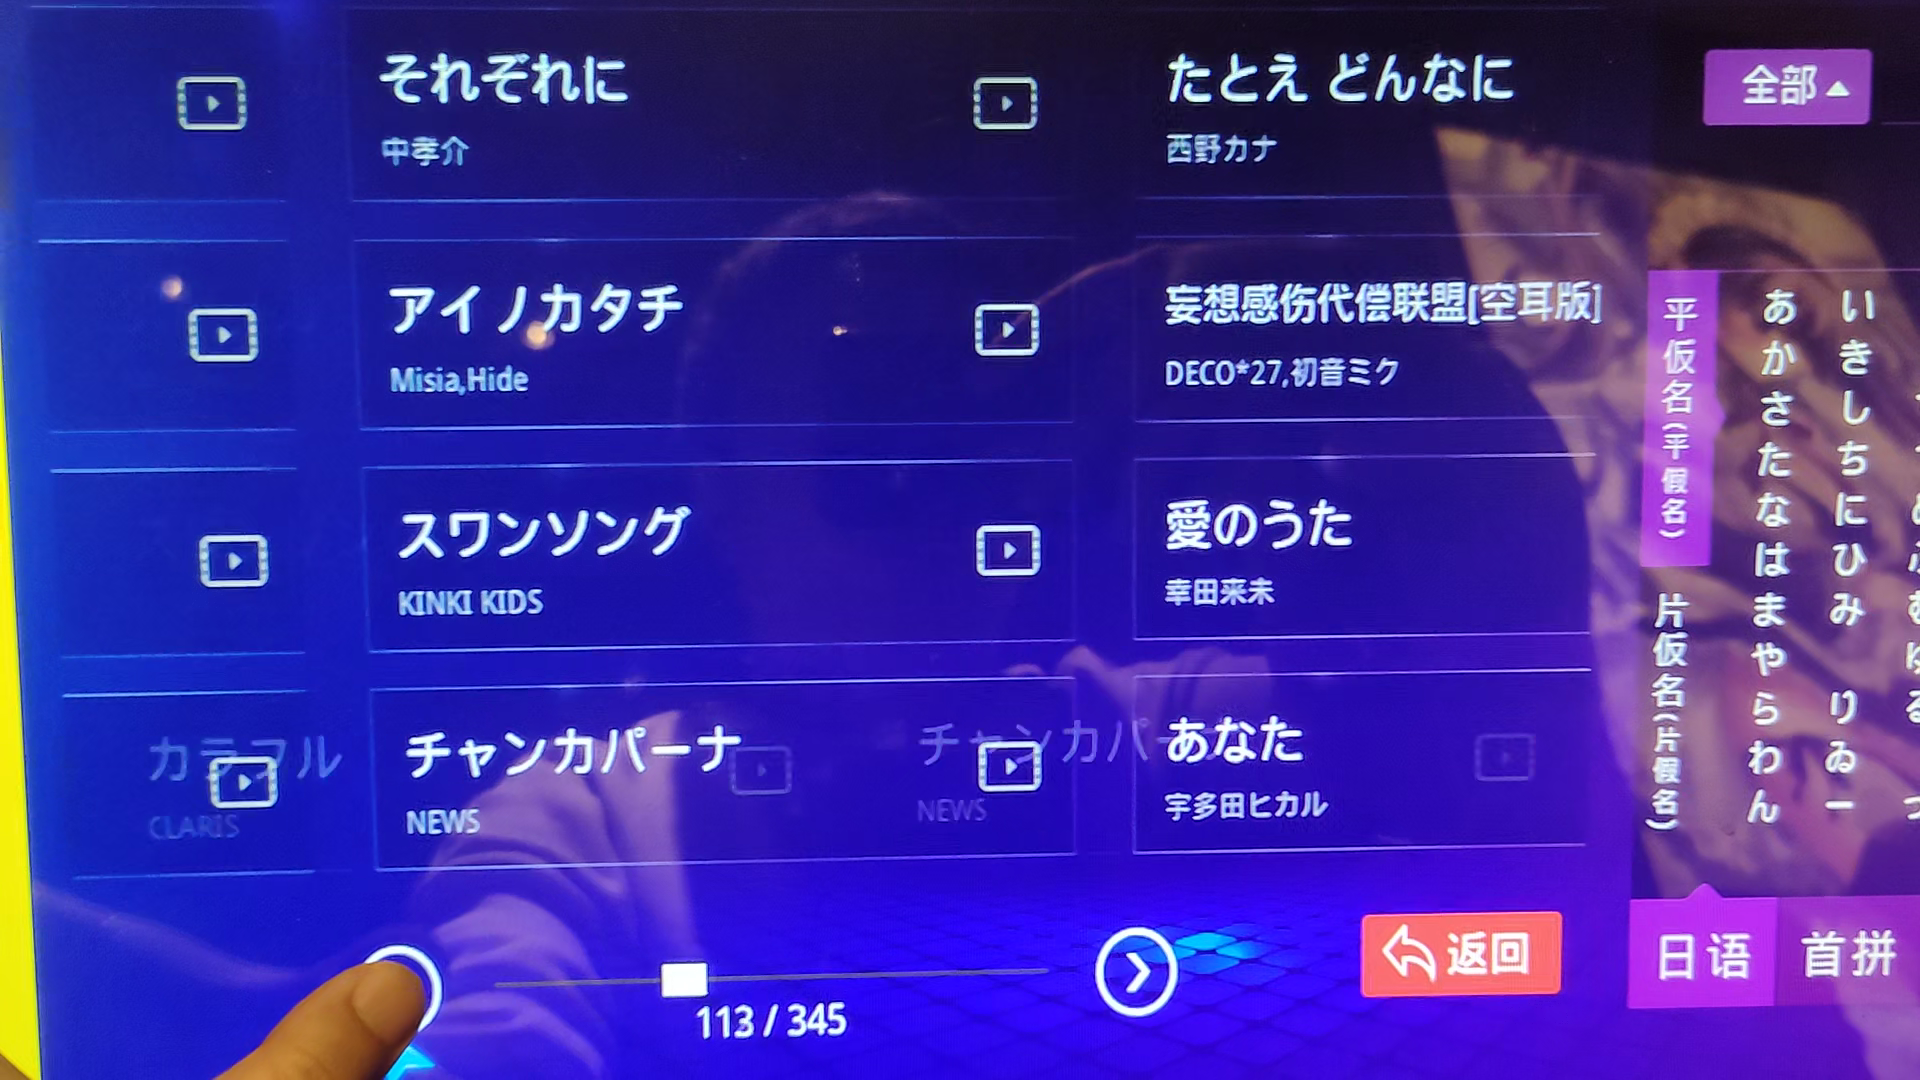 それぞれに
中孝介
たとえ どんなに
西野カナ
全部
アイノカタチ
Misia,Hide
妄想感伤代偿联盟[空耳版]
DECO*27,初音ミク
スワンソング
KINKI KIDS
愛のうた
幸田来未
カラフル
CLARIS
チャンカパーナ
NEWS
チャンカパー
NEWS
あなた
宇多田ヒカル
平仮名(平假名)
片仮名(片假名)
あかさたなはまやらわん
いきしちにひみ りゐー
113 / 345
返回
日语
首拼